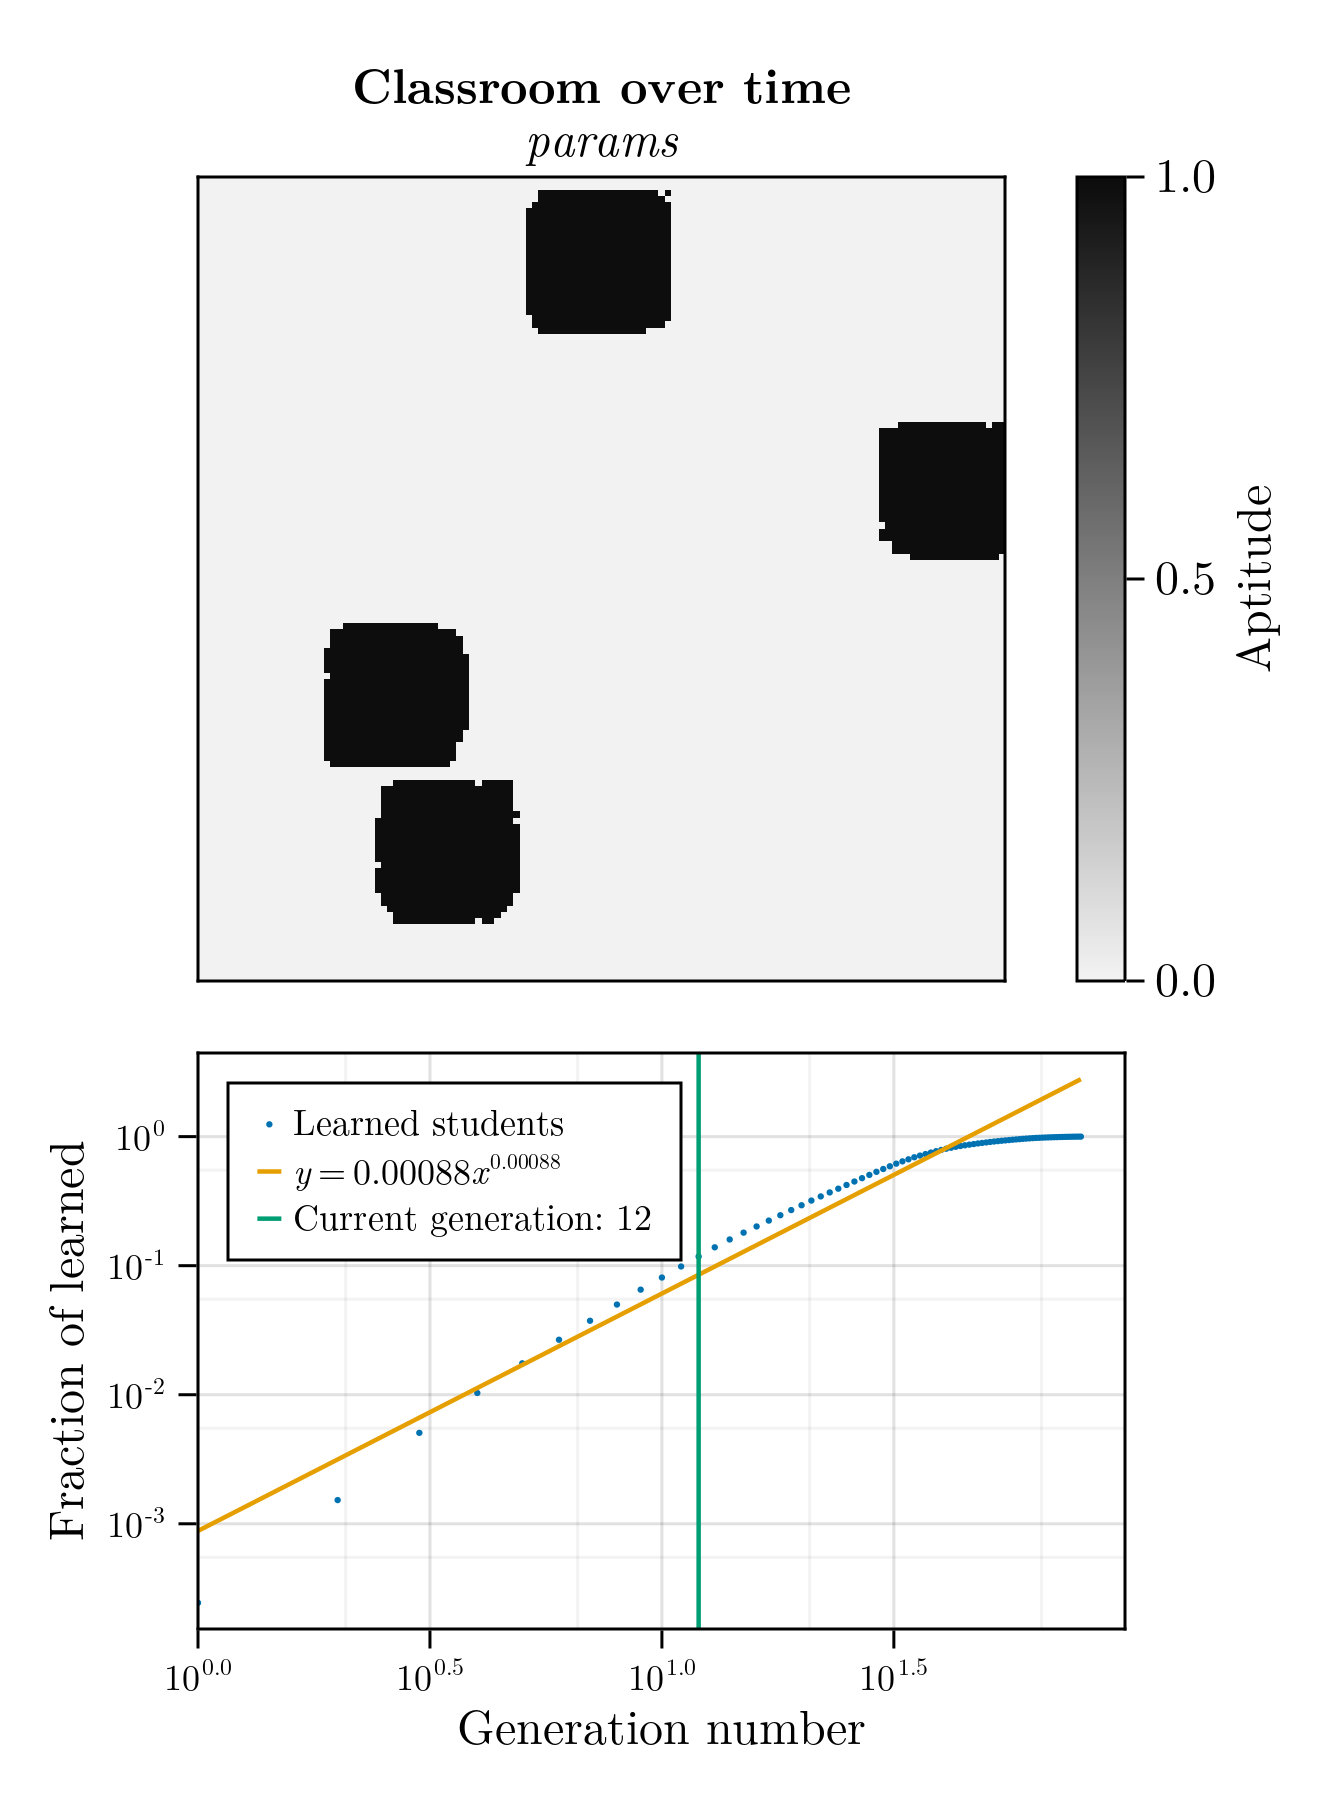 Classroom over time
params
1.0
0.5
0.0
Aptitude
Learned students
y = 0.00088x^0.00088
Current generation: 12
10^0
10^-1
10^-2
10^-3
Fraction of learned
10^0.0 10^0.5 10^1.0 10^1.5
Generation number